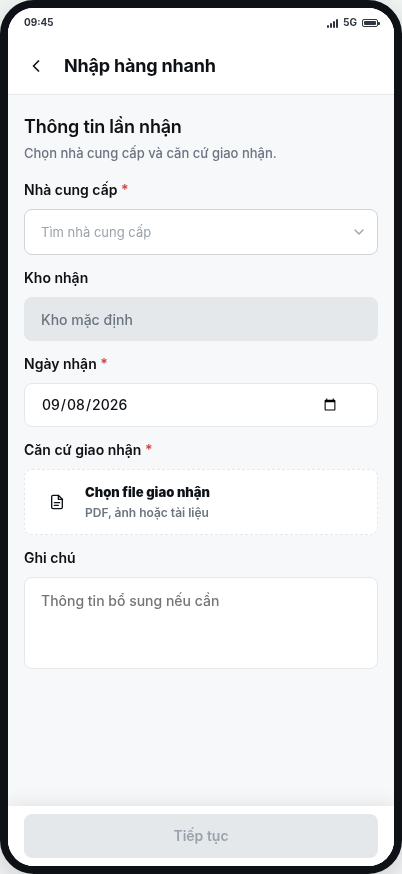 09:45
5G
Nhập hàng nhanh
Thông tin lần nhận
Chọn nhà cung cấp và căn cứ giao nhận.
Nhà cung cấp *
Tìm nhà cung cấp
Kho nhận
Kho mặc định
Ngày nhận *
09/08/2026
Căn cứ giao nhận *
Chọn file giao nhận
PDF, ảnh hoặc tài liệu
Ghi chú
Thông tin bổ sung nếu cần
Tiếp tục